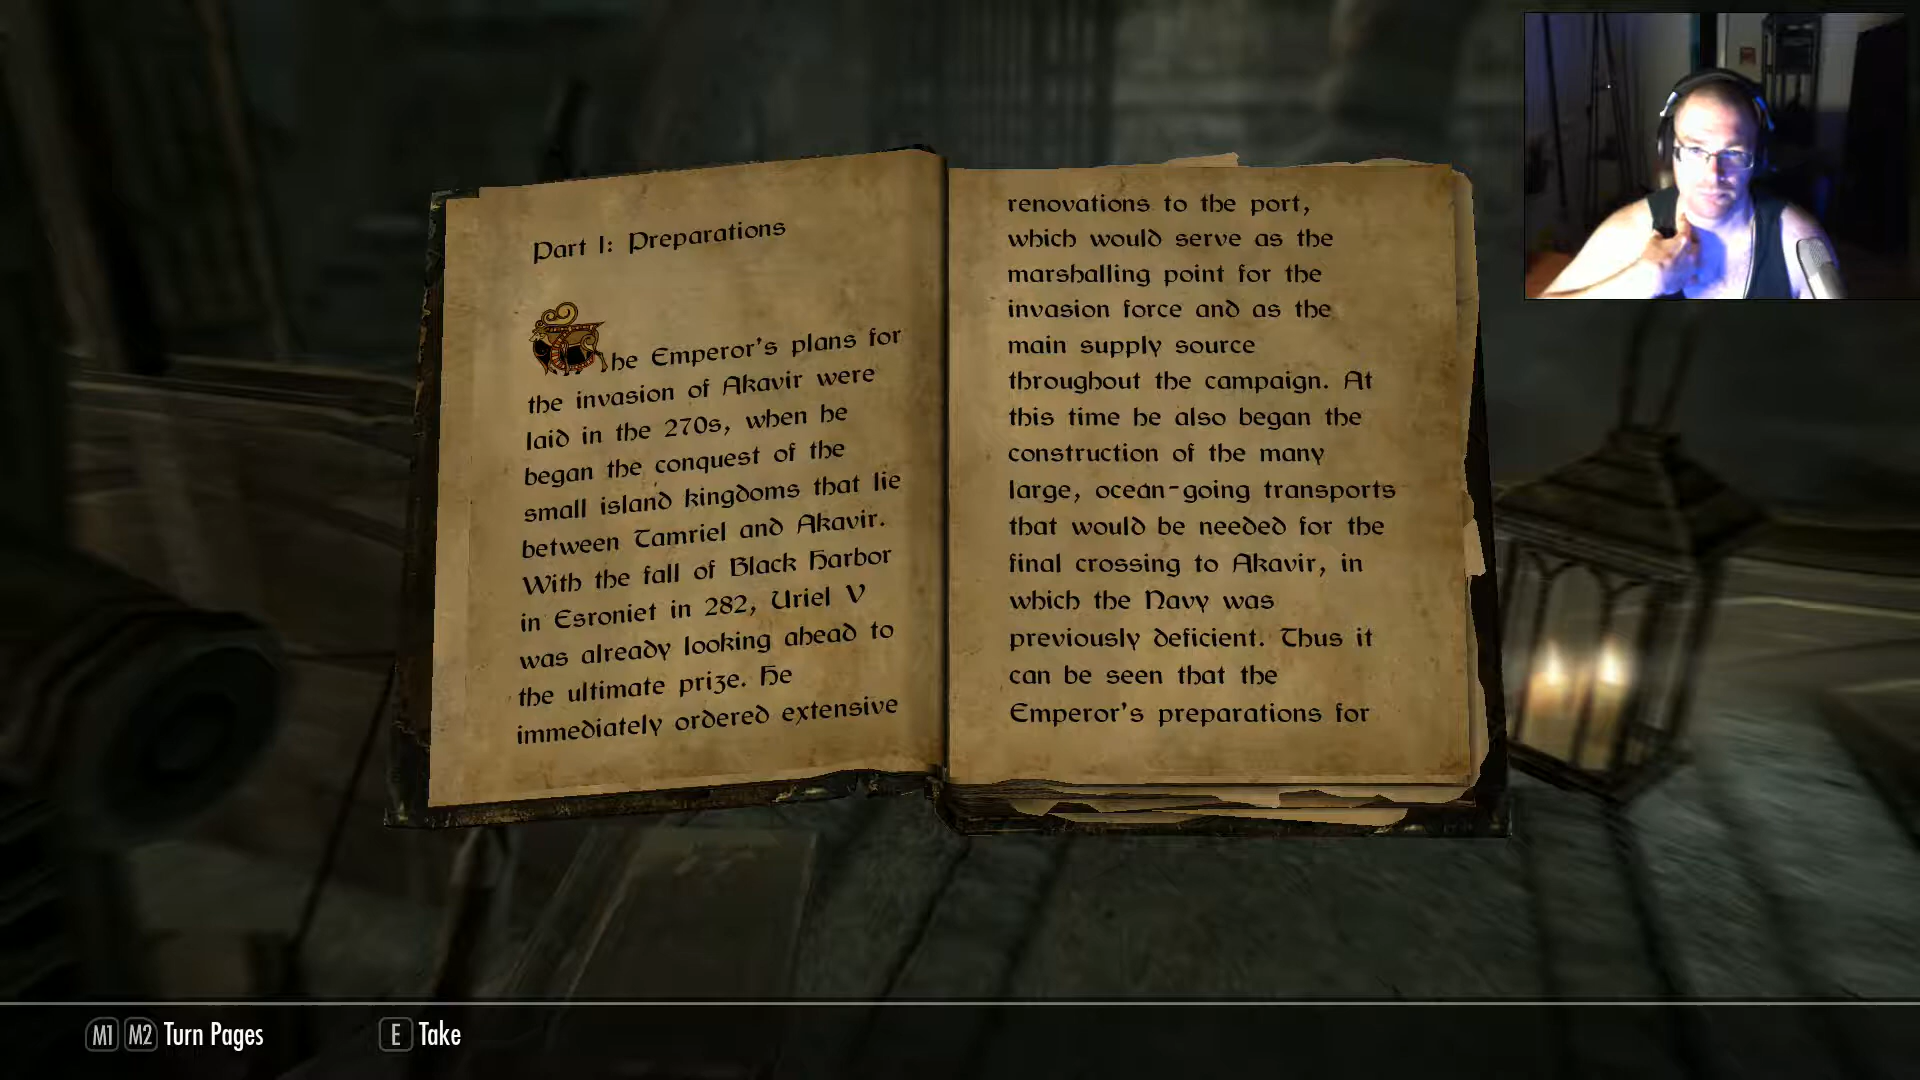 Part I: Preparations
The Emperor's plans for
the invasion of Akavir were
laid in the 270s, when he
began the conquest of the
small island kingdoms that lie
between Tamriel and Akavir.
With the fall of Black Harbor
in Esroniet in 282, Uriel V
was already looking ahead to
the ultimate prize. He
immediately ordered extensive
renovations to the port,
which would serve as the
marshalling point for the
invasion force and as the
main supply source
throughout the campaign. At
this time he also began the
construction of the many
large, ocean-going transports
that would be needed for the
final crossing to Akavir, in
which the Navy was
previously deficient. Thus it
can be seen that the
Emperor's preparations for
M1 M2 Turn Pages
E Take